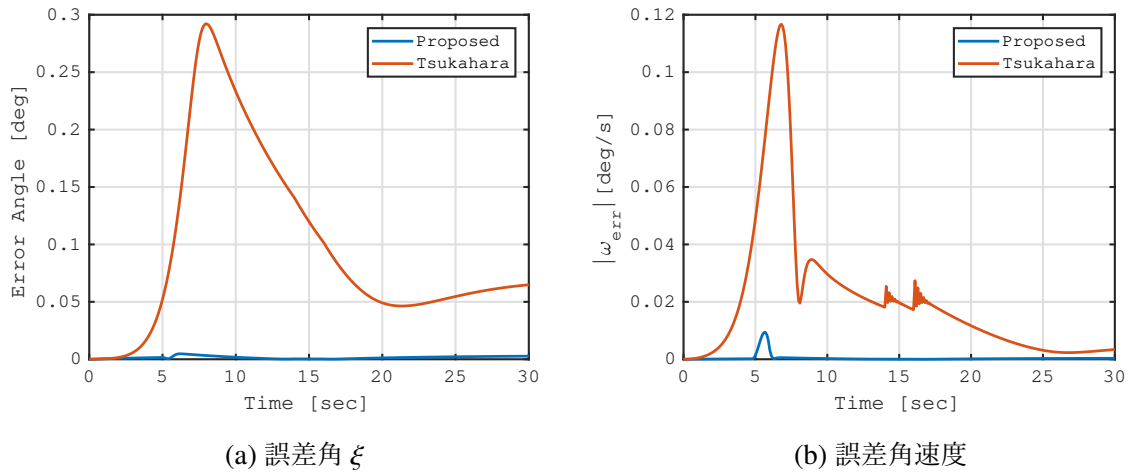 0.3
0.25
0.2
0.15
0.1
0.05
0
Error Angle [deg]
Proposed
Tsukahara
0 5 10 15 20 25 30
Time [sec]
(a) 誤差角 ξ
0.12
0.1
0.08
0.06
0.04
0.02
0
|ω_err| [deg/s]
Proposed
Tsukahara
0 5 10 15 20 25 30
Time [sec]
(b) 誤差角速度